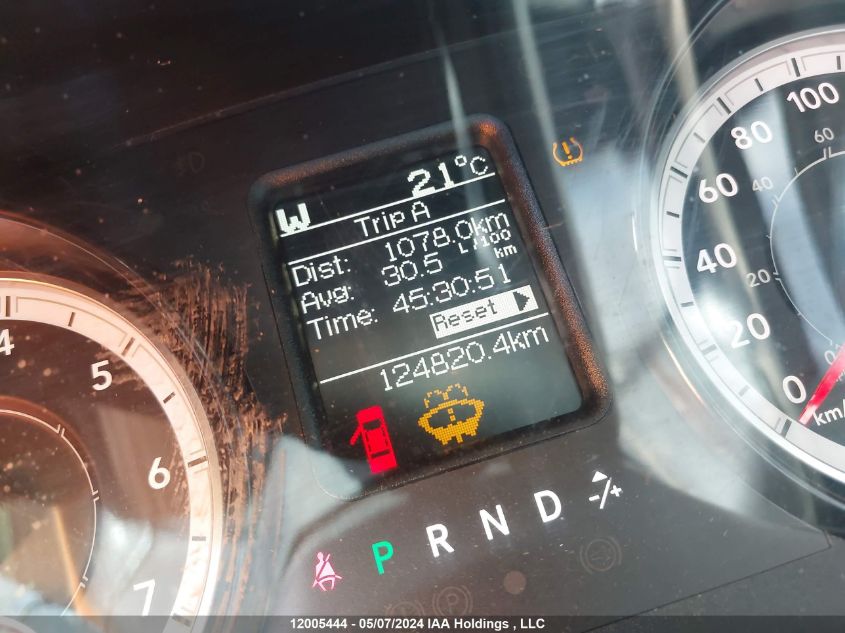 21°C
W
Trip A
Dist: 1078.0km
Avg: 30.5 L/100 km
Time: 45:30:51
Reset
124820.4km
P R N D -/+
4
5
6
7
100
80
60
40
20
0
60
40
20
0
km/
12005444 - 05/07/2024 IAA Holdings , LLC